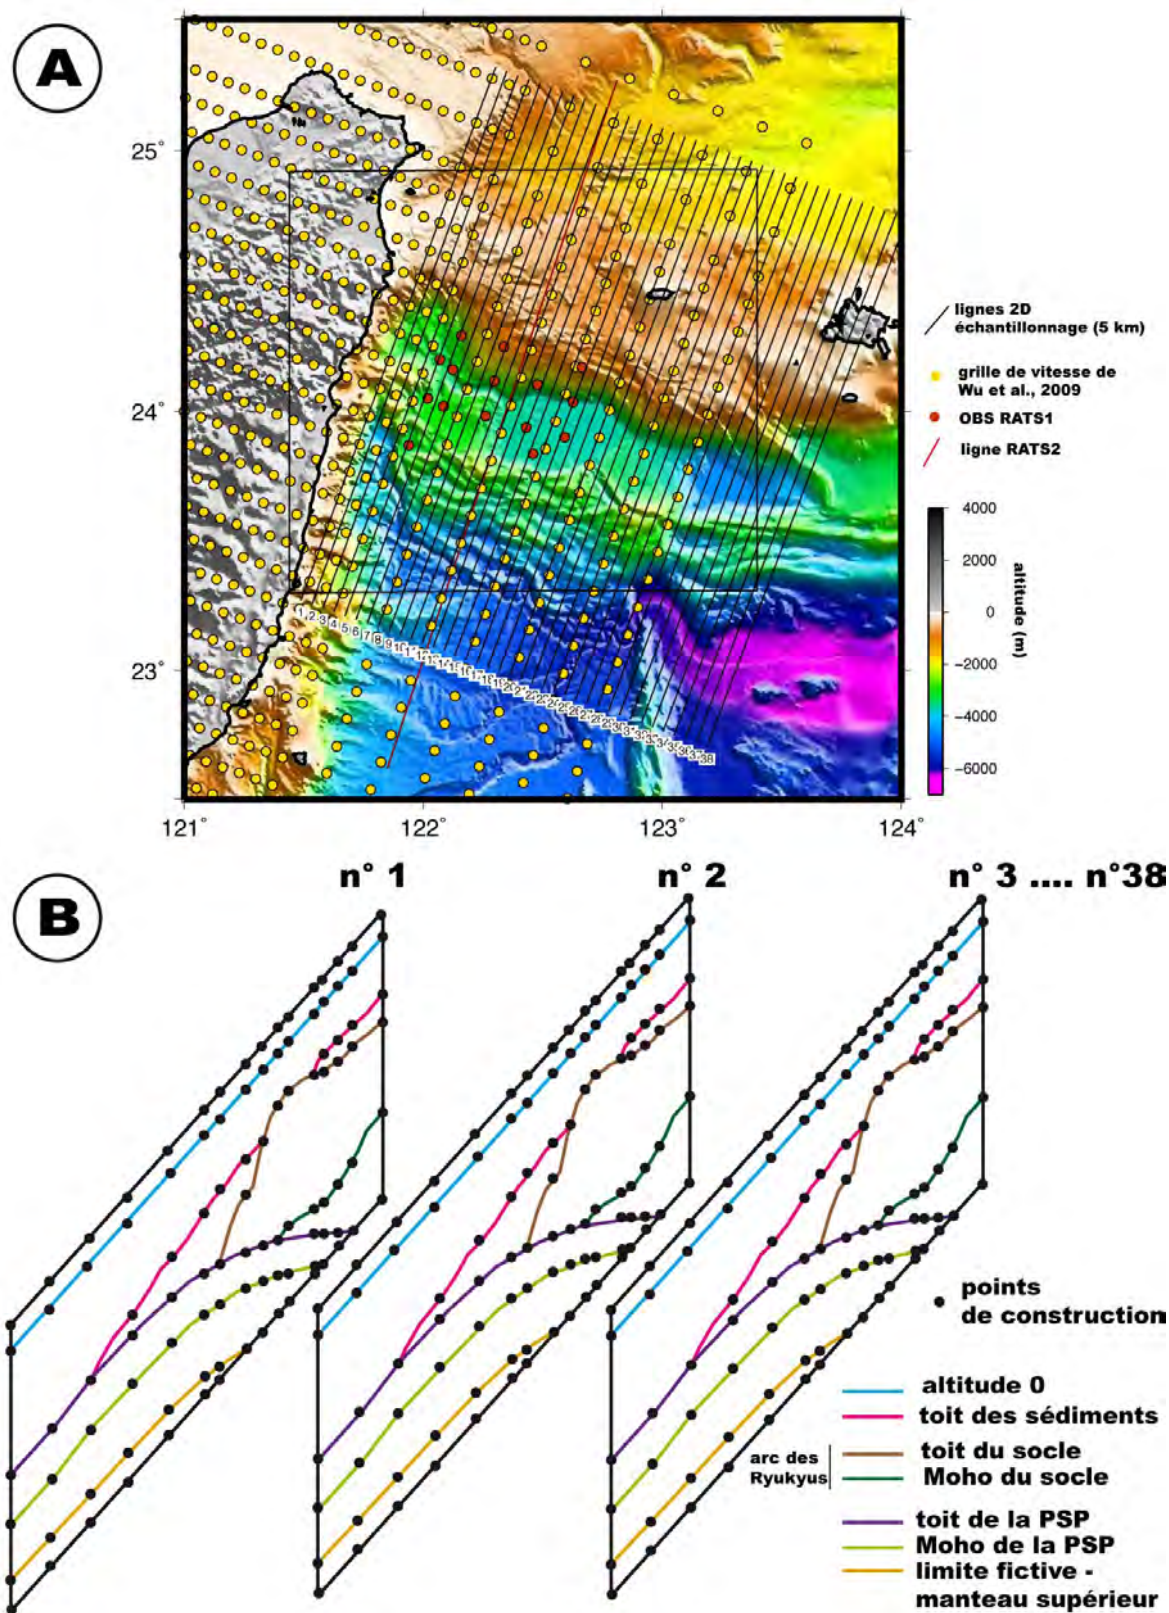 A
25°
24°
23°
121°
122°
123°
124°
lignes 2D
échantillonnage (5 km)
grille de vitesse de
Wu et al., 2009
OBS RATS1
ligne RATS2
4000
2000
0
−2000
−4000
−6000
altitude (m)
1 2 3 4 5 6 7 8 9
38
B
n° 1
n° 2
n° 3 .... n°38
points
de construction
altitude 0
toit des sédiments
arc des
Ryukyus
toit du socle
Moho du socle
toit de la PSP
Moho de la PSP
limite fictive -
manteau supérieur